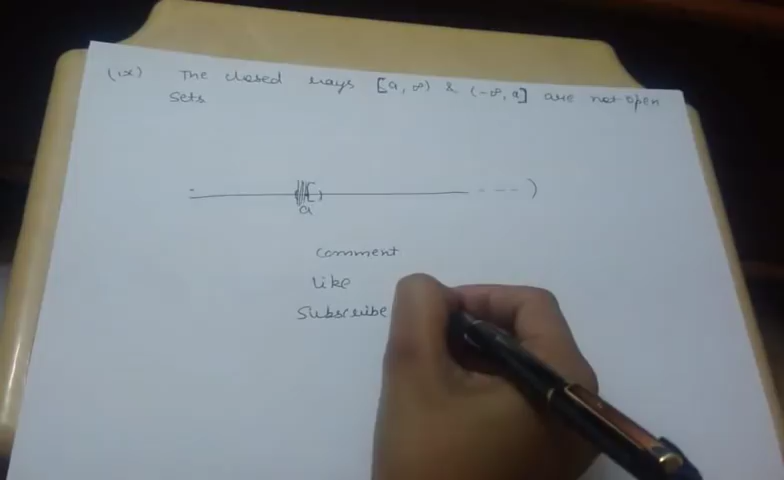 (ix) The closed rays [a, ∞) & (-∞, a] are not open
sets
[ )
a
comment
Like
Subscribe